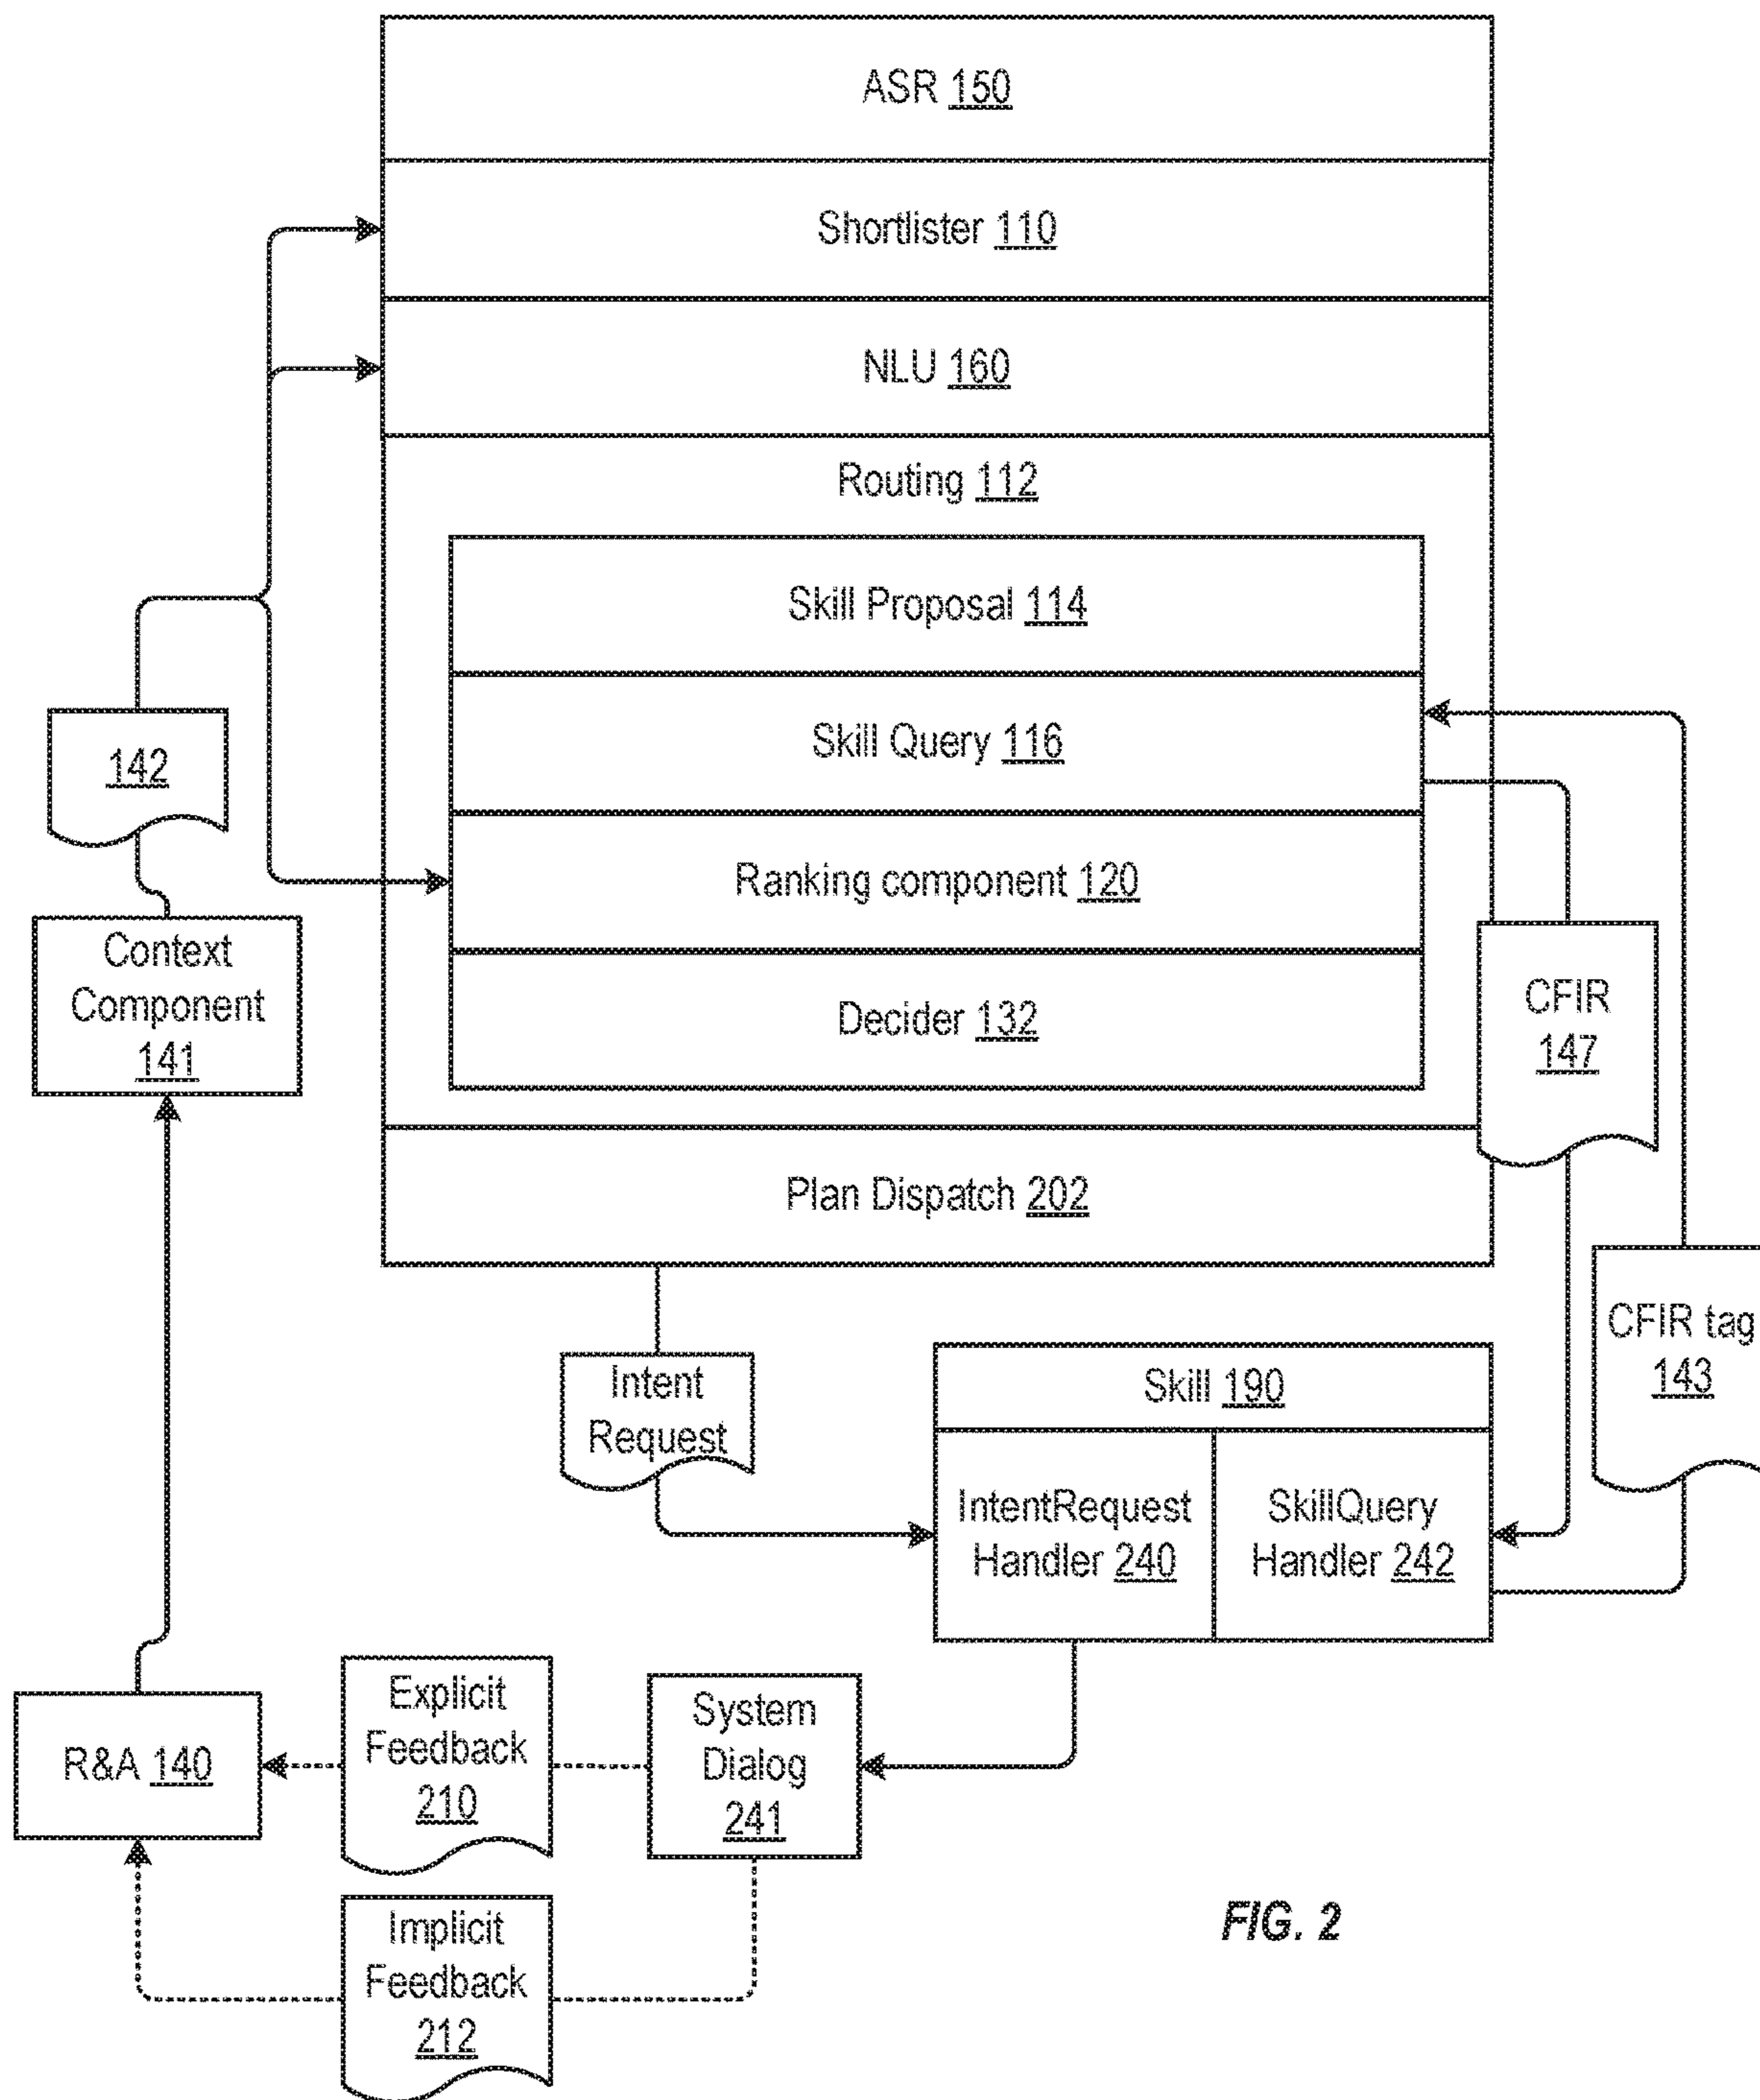 ASR 150
Shortlister 110
NLU 160
Routing 112
Skill Proposal 114
Skill Query 116
Ranking component 120
Decider 132
Plan Dispatch 202
142
Context
Component
141
CFIR
147
CFIR tag
143
Intent
Request
Skill 190
IntentRequest
Handler 240
SkillQuery
Handler 242
System
Dialog
241
Explicit
Feedback
210
R&A 140
Implicit
Feedback
212
FIG. 2